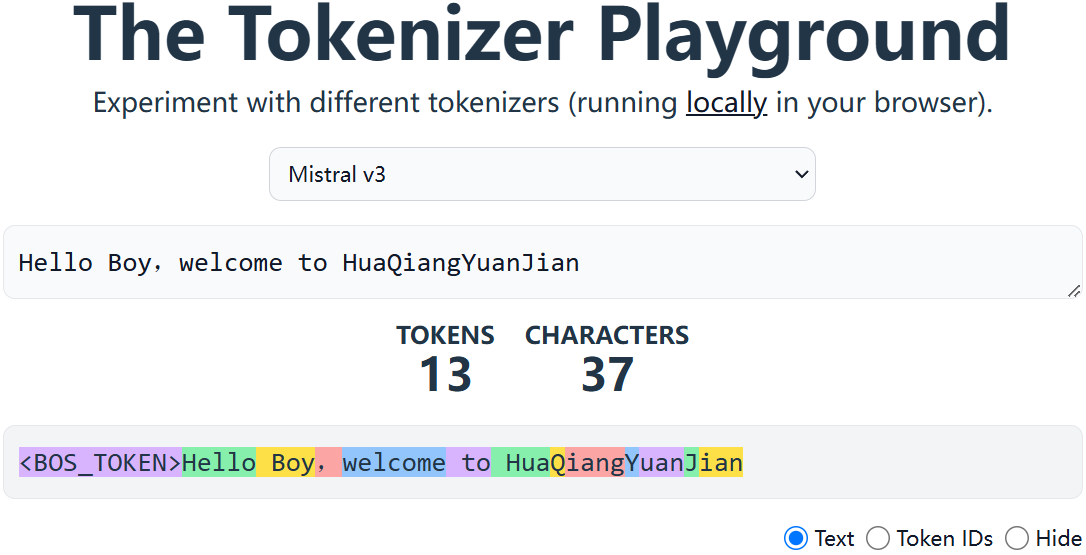 The Tokenizer Playground
Experiment with different tokenizers (running locally in your browser).
Mistral v3
Hello Boy，welcome to HuaQiangYuanJian
TOKENS CHARACTERS
13 37
<BOS_TOKEN>Hello Boy，welcome to HuaQiangYuanJian
Text Token IDs Hide